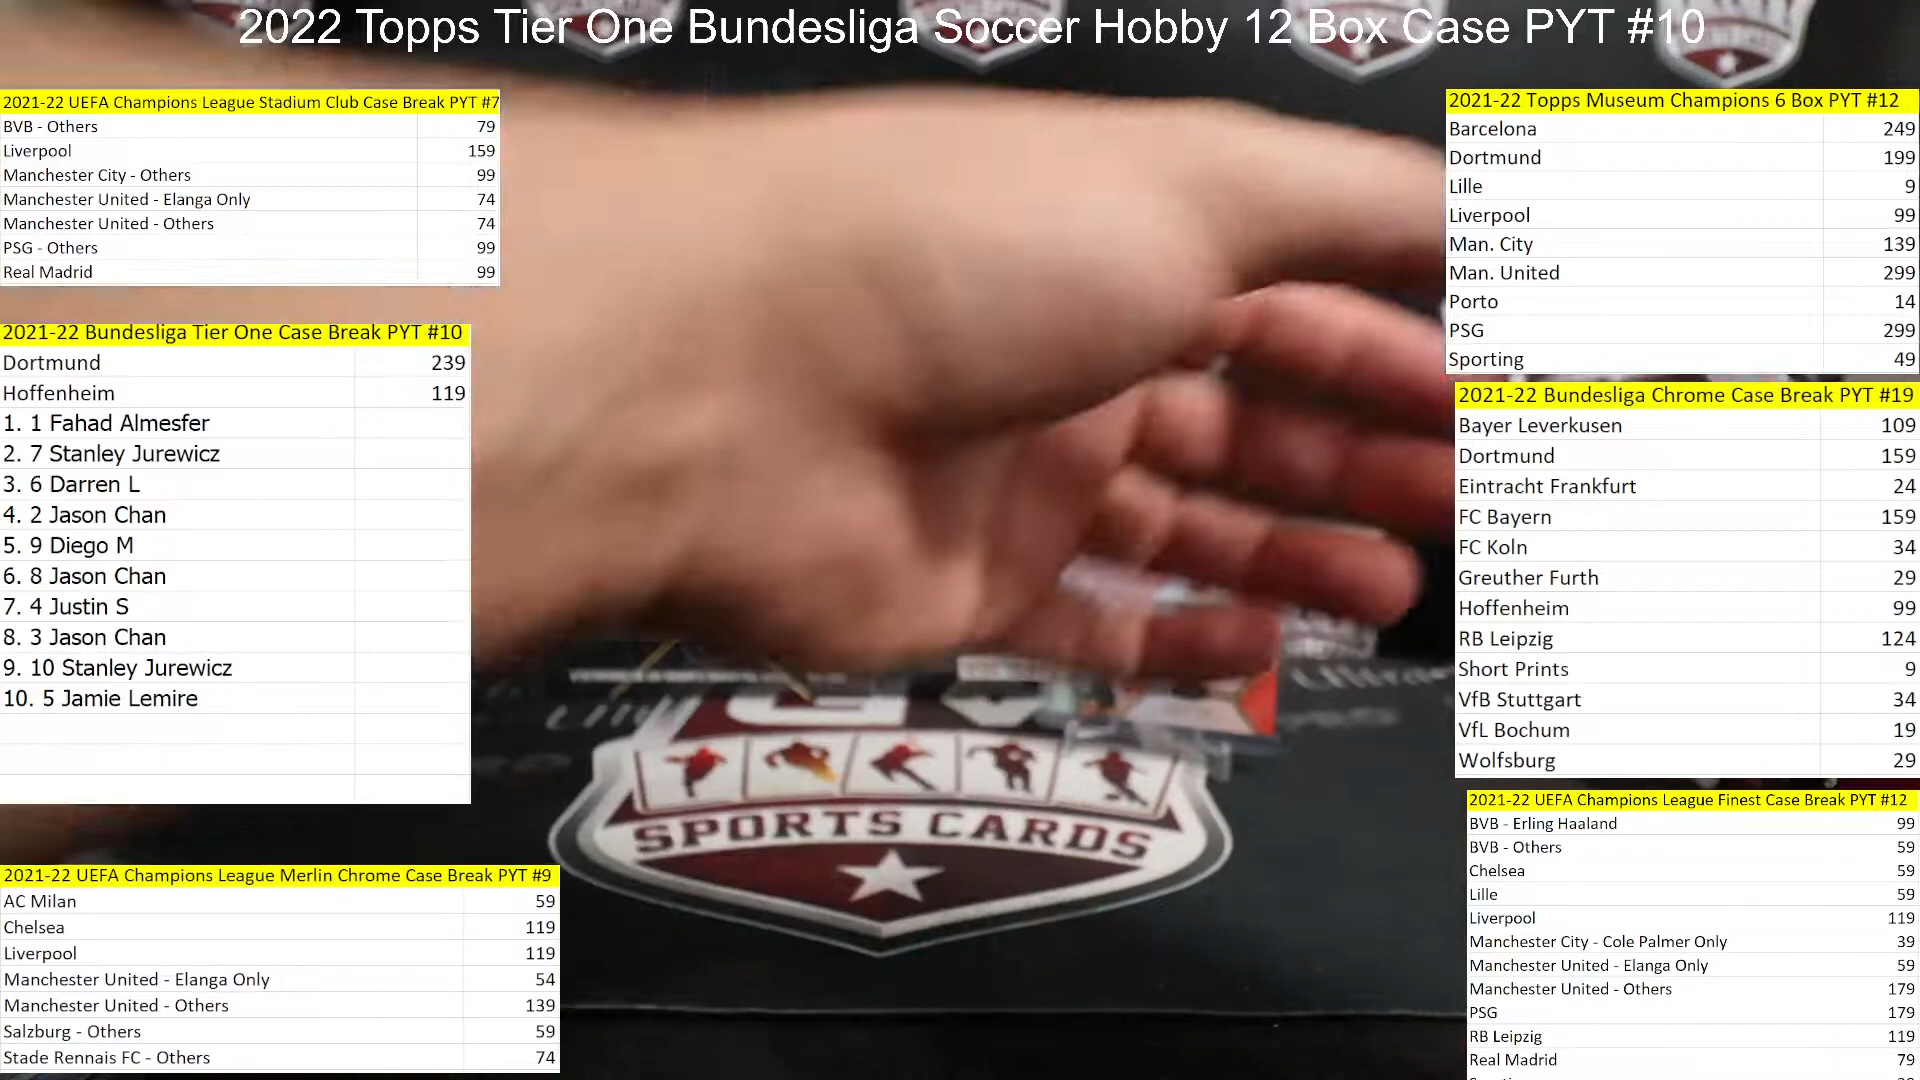 2022 Topps Tier One Bundesliga Soccer Hobby 12 Box Case PYT #10
2021-22 UEFA Champions League Stadium Club Case Break PYT #7
BVB - Others 79
Liverpool 159
Manchester City - Others 99
Manchester United - Elanga Only 74
Manchester United - Others 74
PSG - Others 99
Real Madrid 99
2021-22 Bundesliga Tier One Case Break PYT #10
Dortmund 239
Hoffenheim 119
1. 1 Fahad Almesfer
2. 7 Stanley Jurewicz
3. 6 Darren L
4. 2 Jason Chan
5. 9 Diego M
6. 8 Jason Chan
7. 4 Justin S
8. 3 Jason Chan
9. 10 Stanley Jurewicz
10. 5 Jamie Lemire
2021-22 UEFA Champions League Merlin Chrome Case Break PYT #9
AC Milan 59
Chelsea 119
Liverpool 119
Manchester United - Elanga Only 54
Manchester United - Others 139
Salzburg - Others 59
Stade Rennais FC - Others 74
SPORTS CARDS
2021-22 Topps Museum Champions 6 Box PYT #12
Barcelona 249
Dortmund 199
Lille 9
Liverpool 99
Man. City 139
Man. United 299
Porto 14
PSG 299
Sporting 49
2021-22 Bundesliga Chrome Case Break PYT #19
Bayer Leverkusen 109
Dortmund 159
Eintracht Frankfurt 24
FC Bayern 159
FC Koln 34
Greuther Furth 29
Hoffenheim 99
RB Leipzig 124
Short Prints 9
VfB Stuttgart 34
VfL Bochum 19
Wolfsburg 29
2021-22 UEFA Champions League Finest Case Break PYT #12
BVB - Erling Haaland 99
BVB - Others 59
Chelsea 59
Lille 59
Liverpool 119
Manchester City - Cole Palmer Only 39
Manchester United - Elanga Only 59
Manchester United - Others 179
PSG 179
RB Leipzig 119
Real Madrid 79